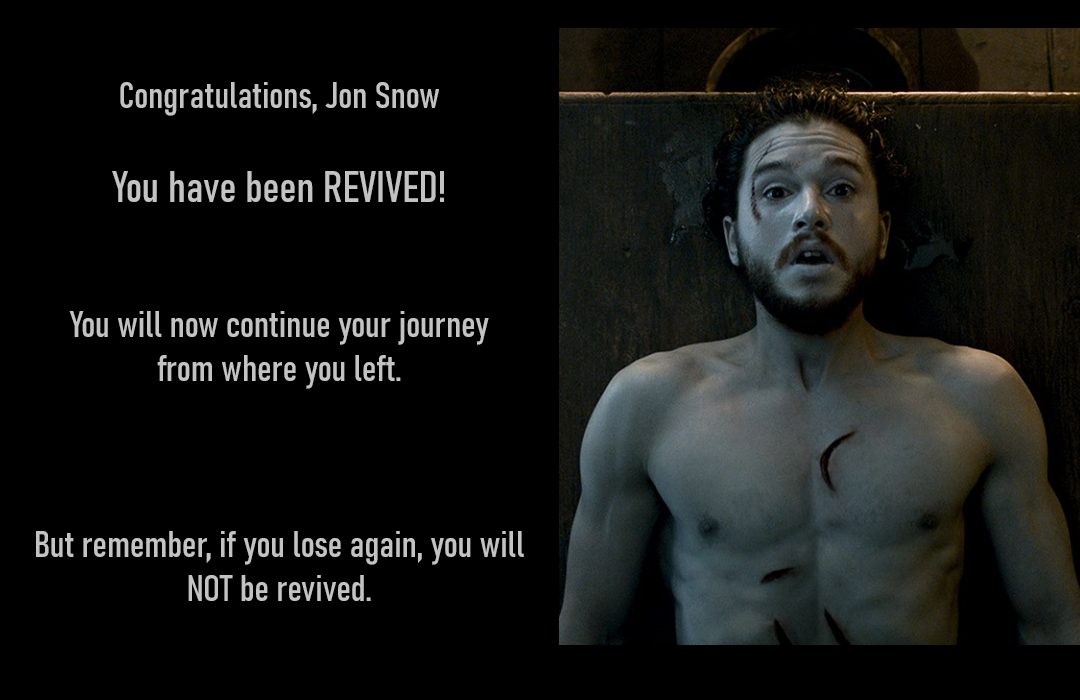 Congratulations, Jon Snow
You have been REVIVED!
You will now continue your journey
from where you left.
But remember, if you lose again, you will
NOT be revived.